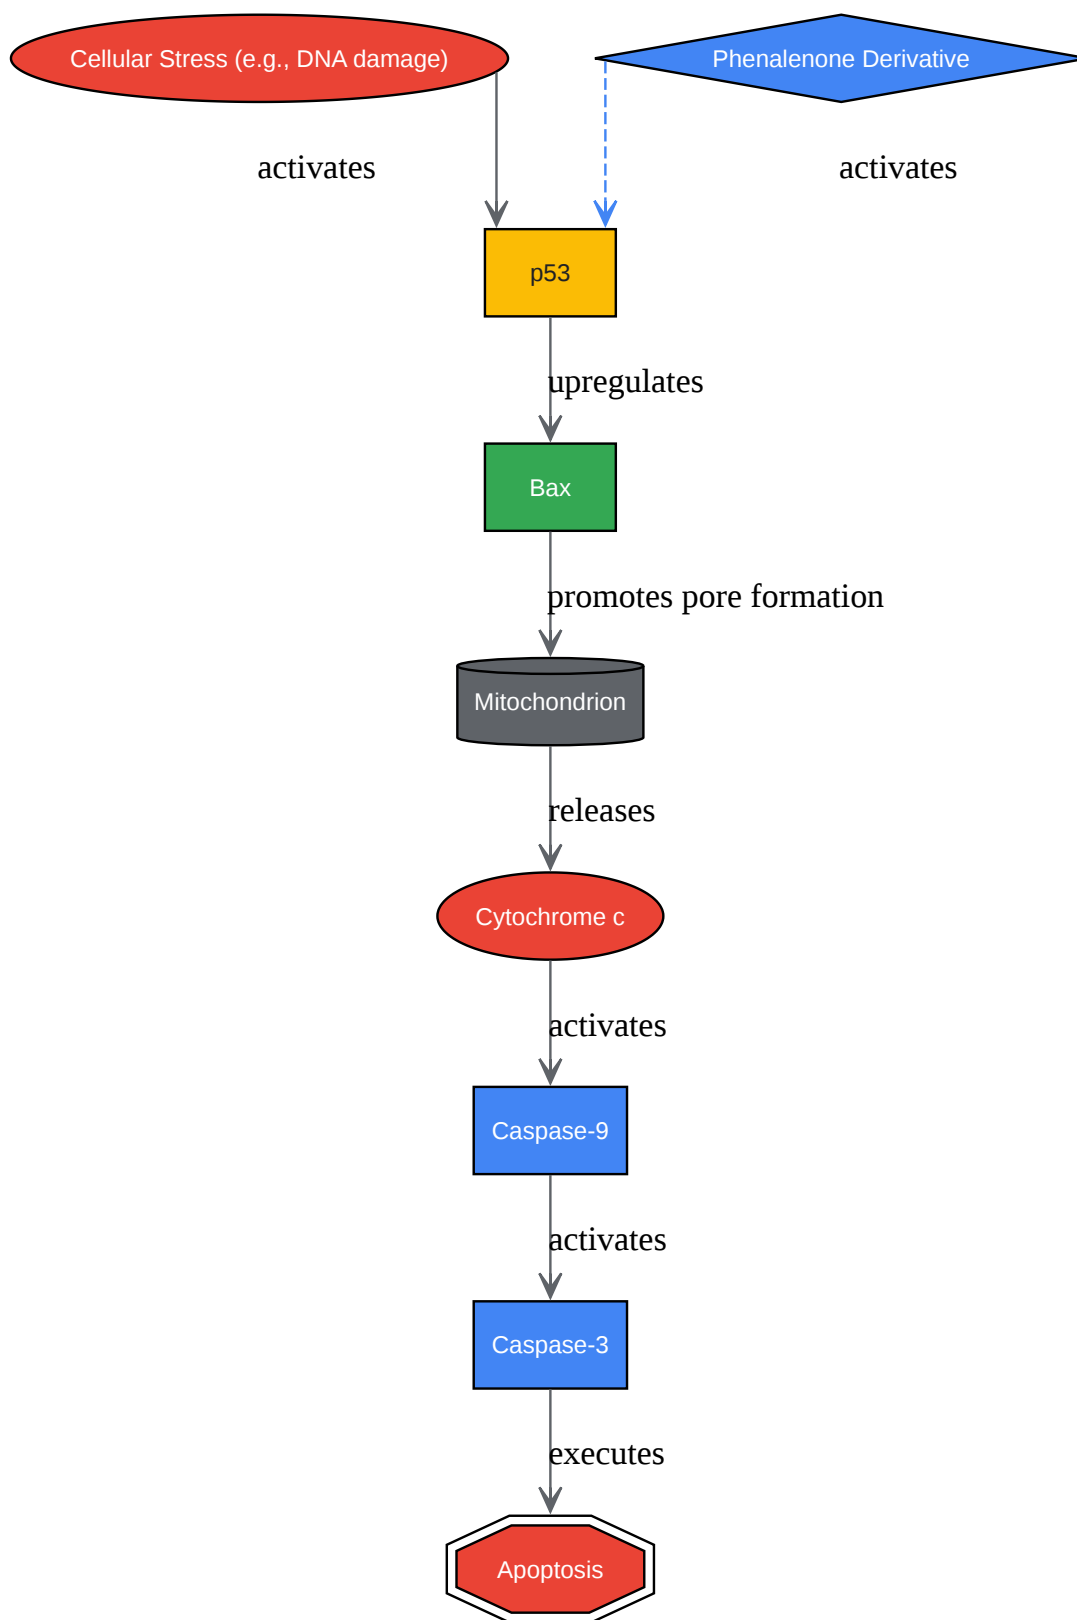 Cellular Stress (e.g., DNA damage)
Phenalenone Derivative
activates
activates
p53
upregulates
Bax
promotes pore formation
Mitochondrion
releases
Cytochrome c
activates
Caspase-9
activates
Caspase-3
executes
Apoptosis